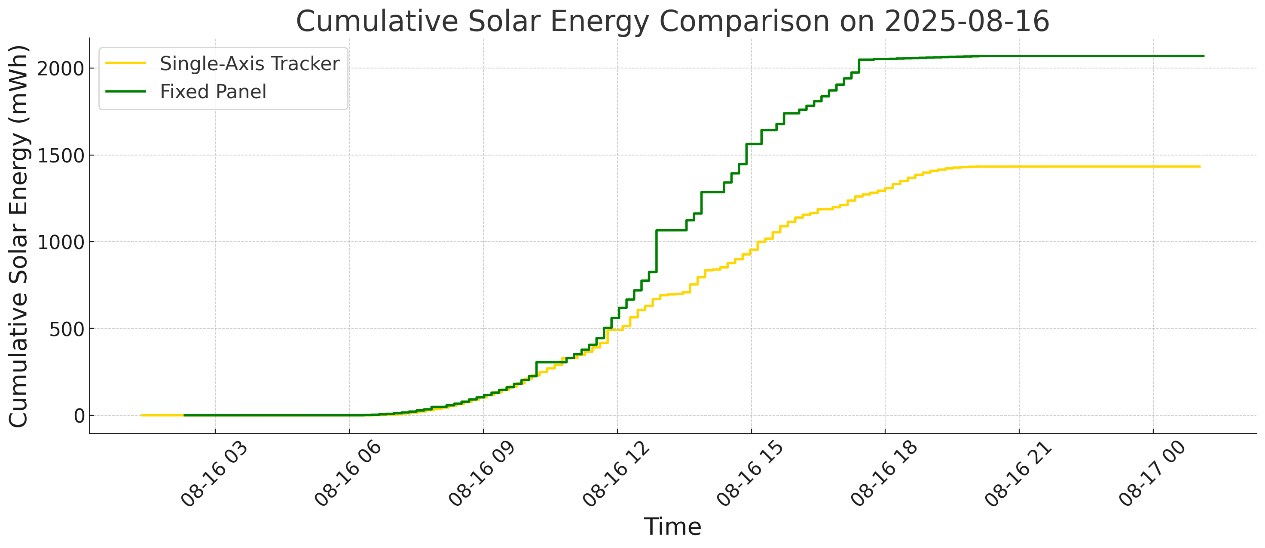 Cumulative Solar Energy Comparison on 2025-08-16
Single-Axis Tracker
Fixed Panel
Cumulative Solar Energy (mWh)
2000
1500
1000
500
0
08-16 03
08-16 06
08-16 09
08-16 12
08-16 15
08-16 18
08-16 21
08-17 00
Time